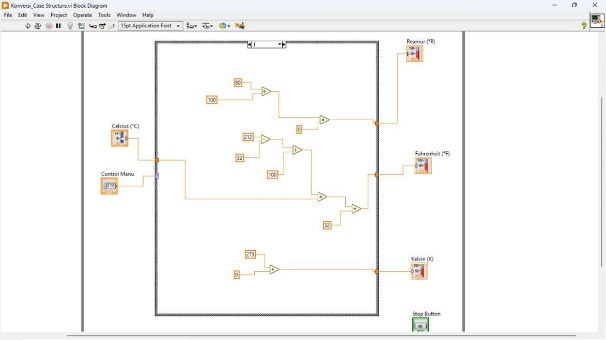 Konversi_Case Structure.vi Block Diagram
File Edit View Project Operate Tools Window Help
15pt Application Font
1
Reamur (°R)
80
100
0
Celcius (°C)
212
32
100
Fahrenheit (°F)
Control Menu
32
273
0
Kelvin (K)
Stop Button